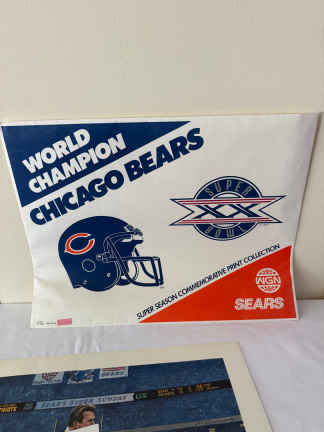 WORLD
CHAMPION
CHICAGO BEARS
SUPER
XX
BOWL
C
SUPER SEASON COMMEMORATIVE PRINT COLLECTION
WGN
SEARS
SEARS SUPER SUNDAY